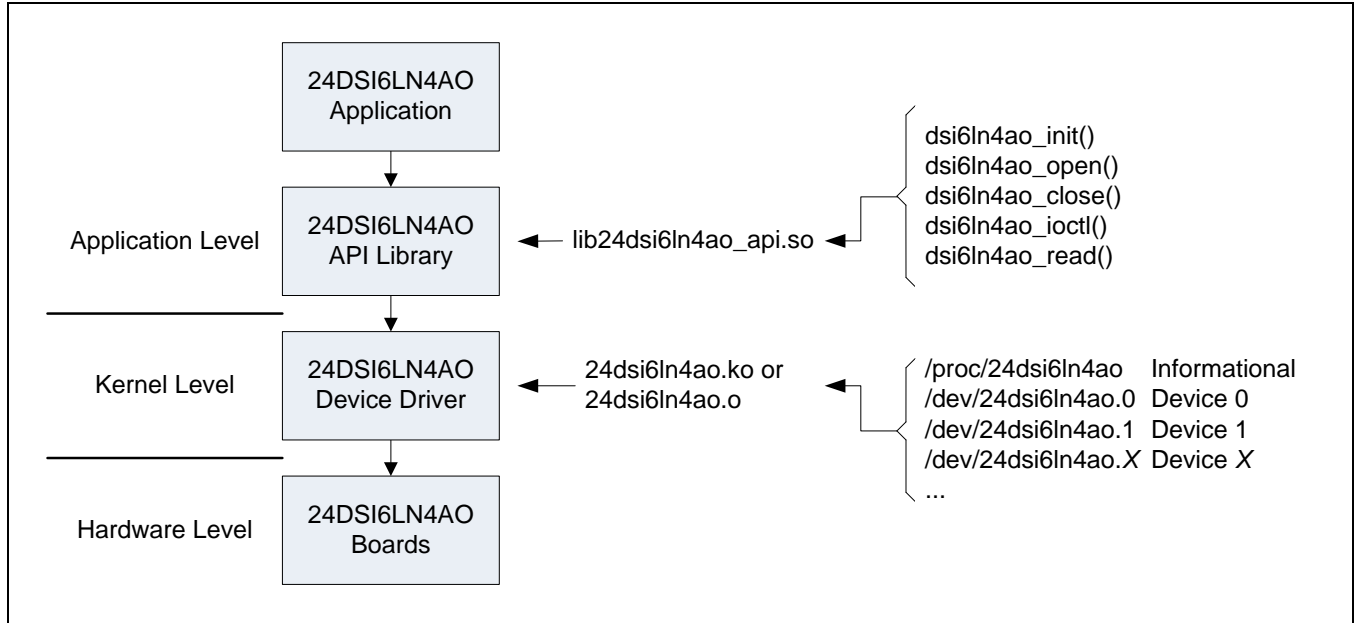 24DSI6LN4AO
Application
Application Level
24DSI6LN4AO
API Library
lib24dsi6ln4ao_api.so
dsi6ln4ao_init()
dsi6ln4ao_open()
dsi6ln4ao_close()
dsi6ln4ao_ioctl()
dsi6ln4ao_read()
Kernel Level
24DSI6LN4AO
Device Driver
24dsi6ln4ao.ko or
24dsi6ln4ao.o
/proc/24dsi6ln4ao Informational
/dev/24dsi6ln4ao.0 Device 0
/dev/24dsi6ln4ao.1 Device 1
/dev/24dsi6ln4ao.X Device X
...
Hardware Level
24DSI6LN4AO
Boards